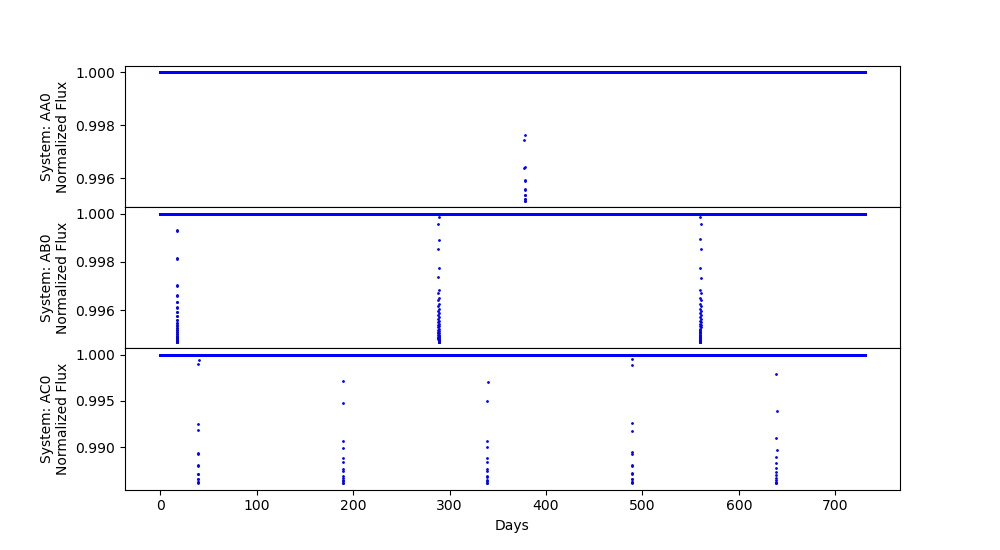 System: AA0
Normalized Flux
1.000
0.998
0.996
System: AB0
Normalized Flux
1.000
0.998
0.996
System: AC0
Normalized Flux
1.000
0.995
0.990
0 100 200 300 400 500 600 700
Days